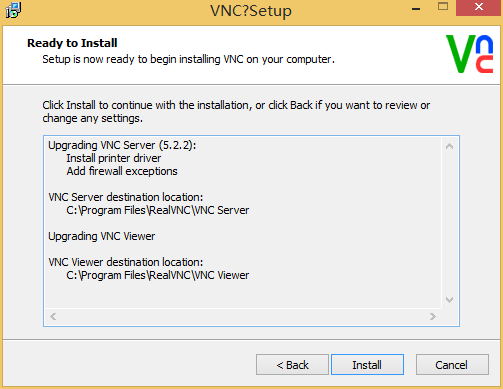 VNC?Setup
Ready to Install
Setup is now ready to begin installing VNC on your computer.
Vnc
Click Install to continue with the installation, or click Back if you want to review or
change any settings.
Upgrading VNC Server (5.2.2):
Install printer driver
Add firewall exceptions
VNC Server destination location:
C:\Program Files\RealVNC\VNC Server
Upgrading VNC Viewer
VNC Viewer destination location:
C:\Program Files\RealVNC\VNC Viewer
< Back
Install
Cancel